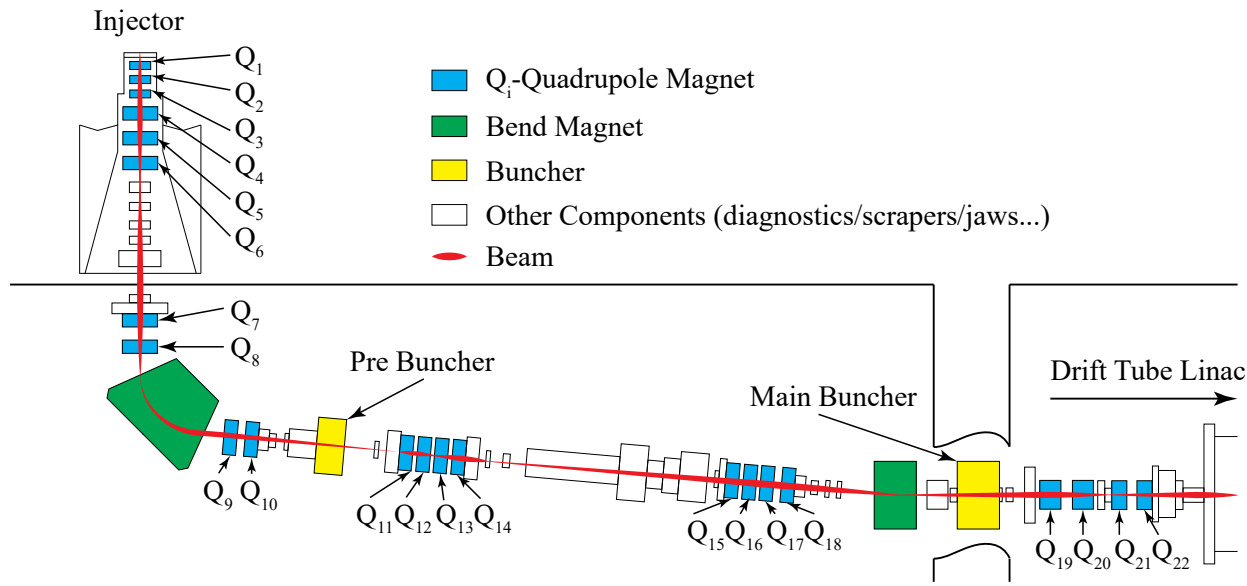 Injector
Q1
Q2
Q3
Q4
Q5
Q6
Qi-Quadrupole Magnet
Bend Magnet
Buncher
Other Components (diagnostics/scrapers/jaws...)
Beam
Q7
Q8
Pre Buncher
Main Buncher
Drift Tube Linac
Q9 Q10
Q11 Q12 Q13 Q14
Q15 Q16 Q17 Q18
Q19 Q20 Q21 Q22